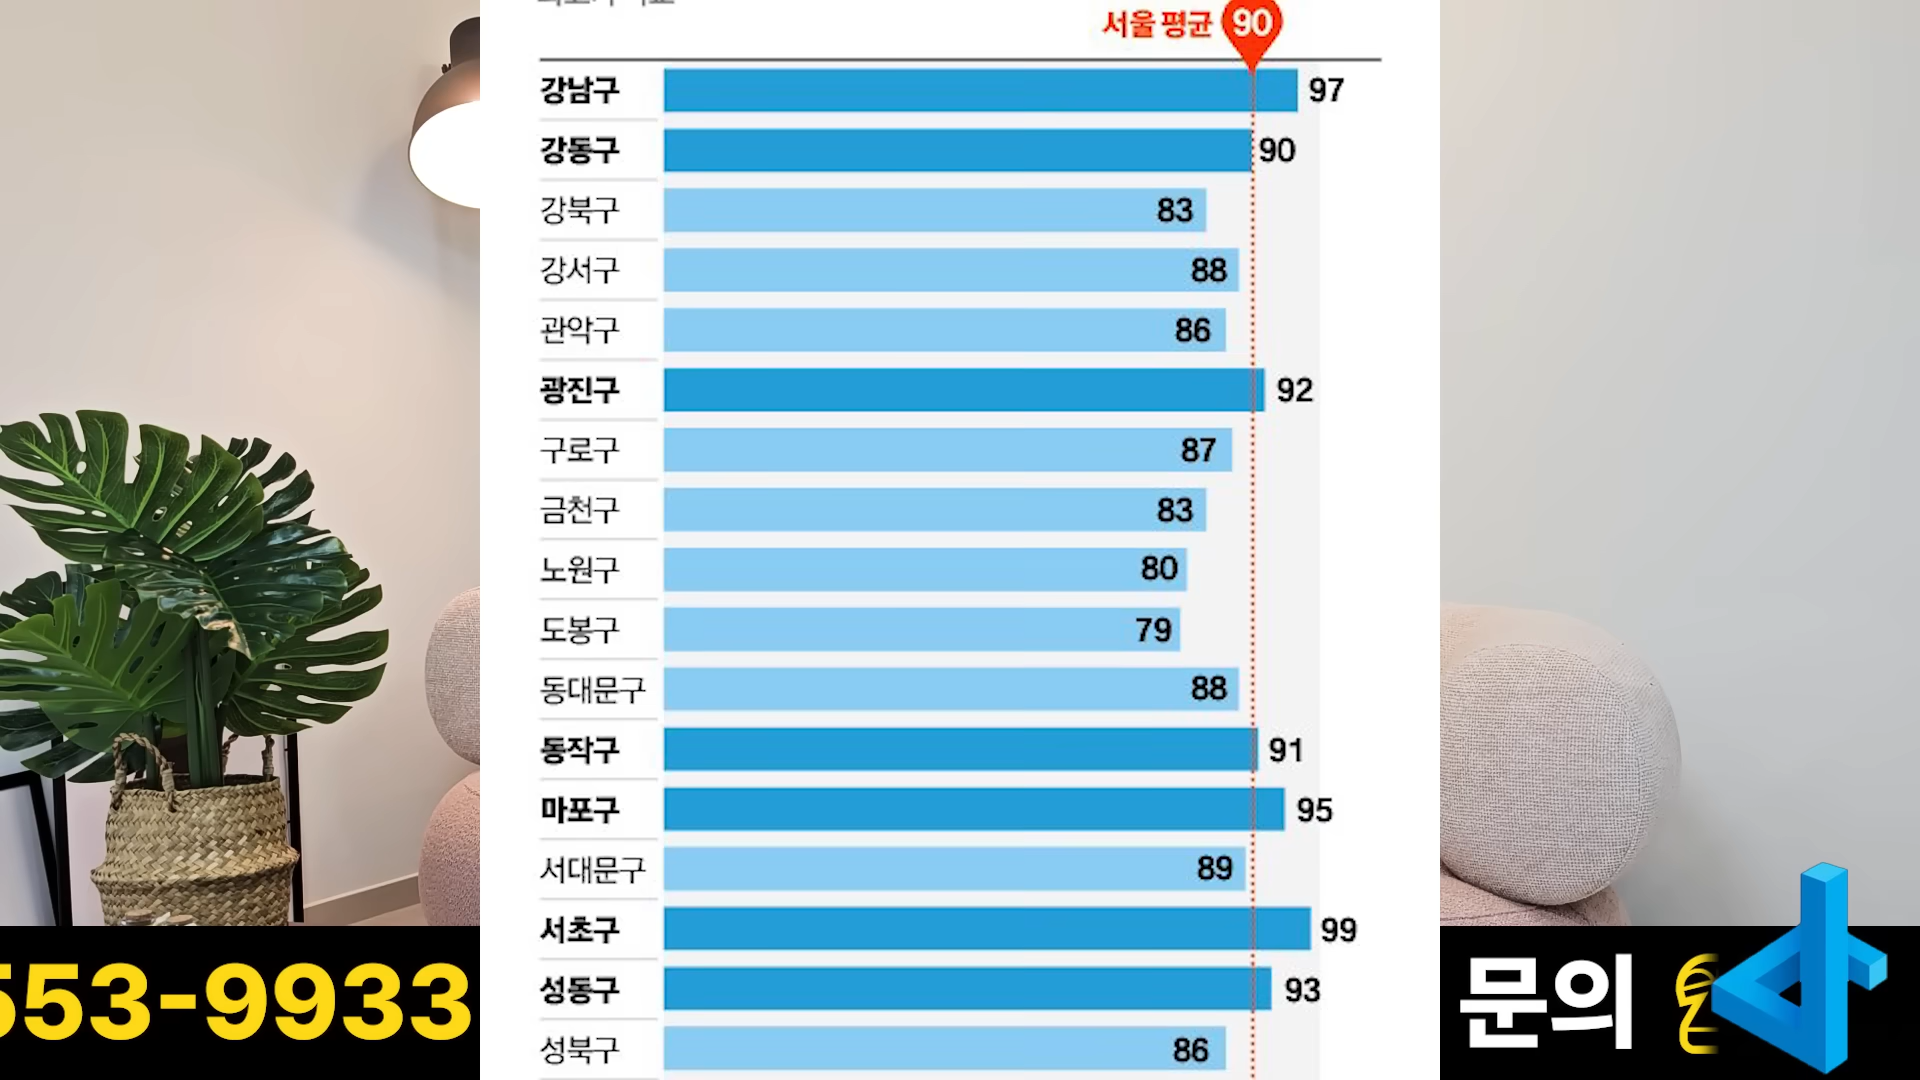 서울 평균 90
강남구 97
강동구 90
강북구 83
강서구 88
관악구 86
광진구 92
구로구 87
금천구 83
노원구 80
도봉구 79
동대문구 88
동작구 91
마포구 95
서대문구 89
서초구 99
성동구 93
성북구 86
553-9933
문의